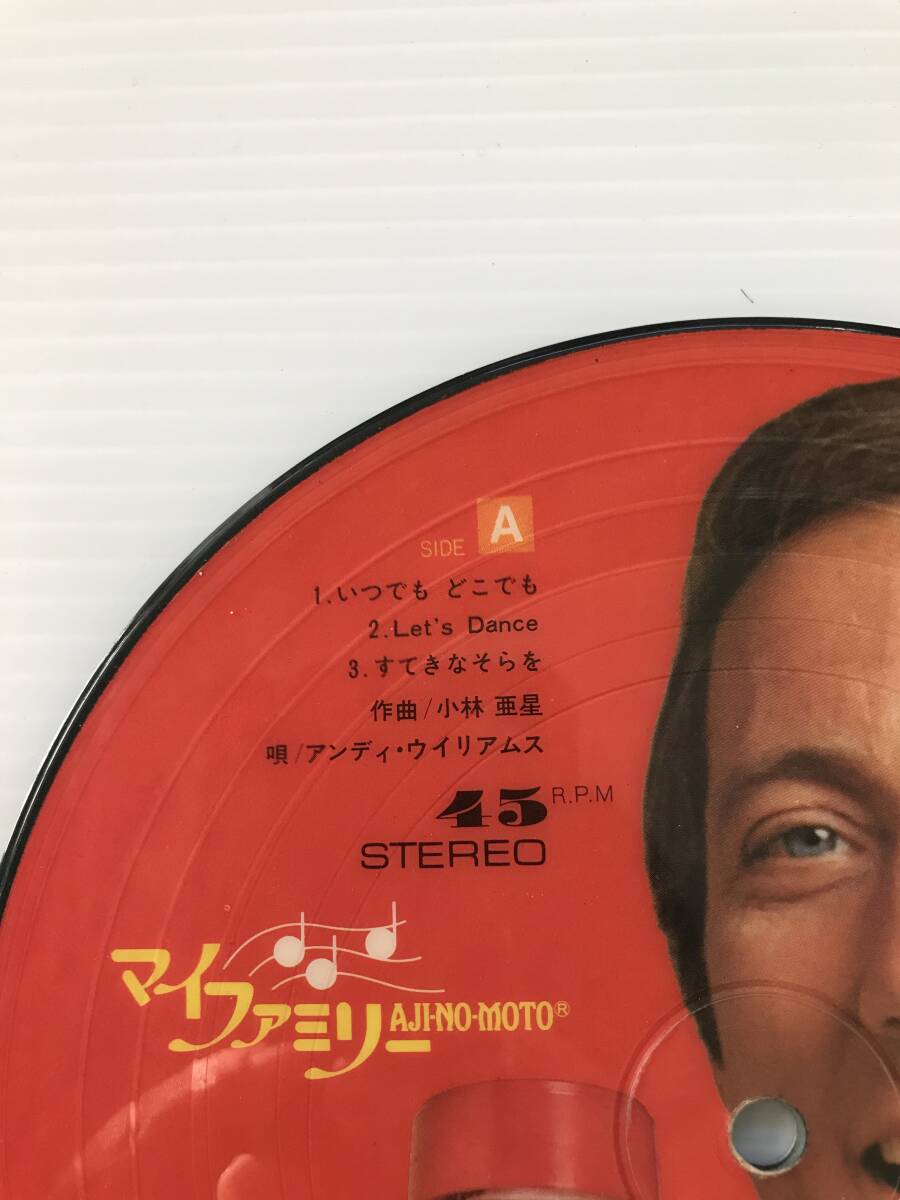 SIDE A
1.いつでも どこでも
2.Let's Dance
3.すてきなそらを
作曲/小林 亜星
唄/アンディ・ウイリアムス
45 R.P.M
STEREO
マイファミリー AJI-NO-MOTO®